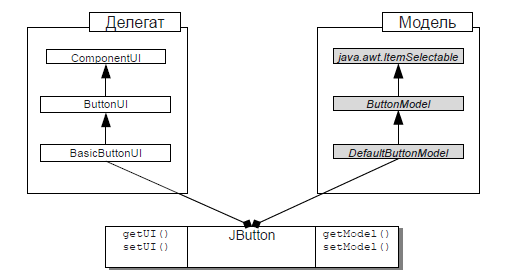 Делегат
Модель
ComponentUI
java.awt.ItemSelectable
ButtonUI
ButtonModel
BasicButtonUI
DefaultButtonModel
getUI()
JButton
getModel()
setUI()
setModel()